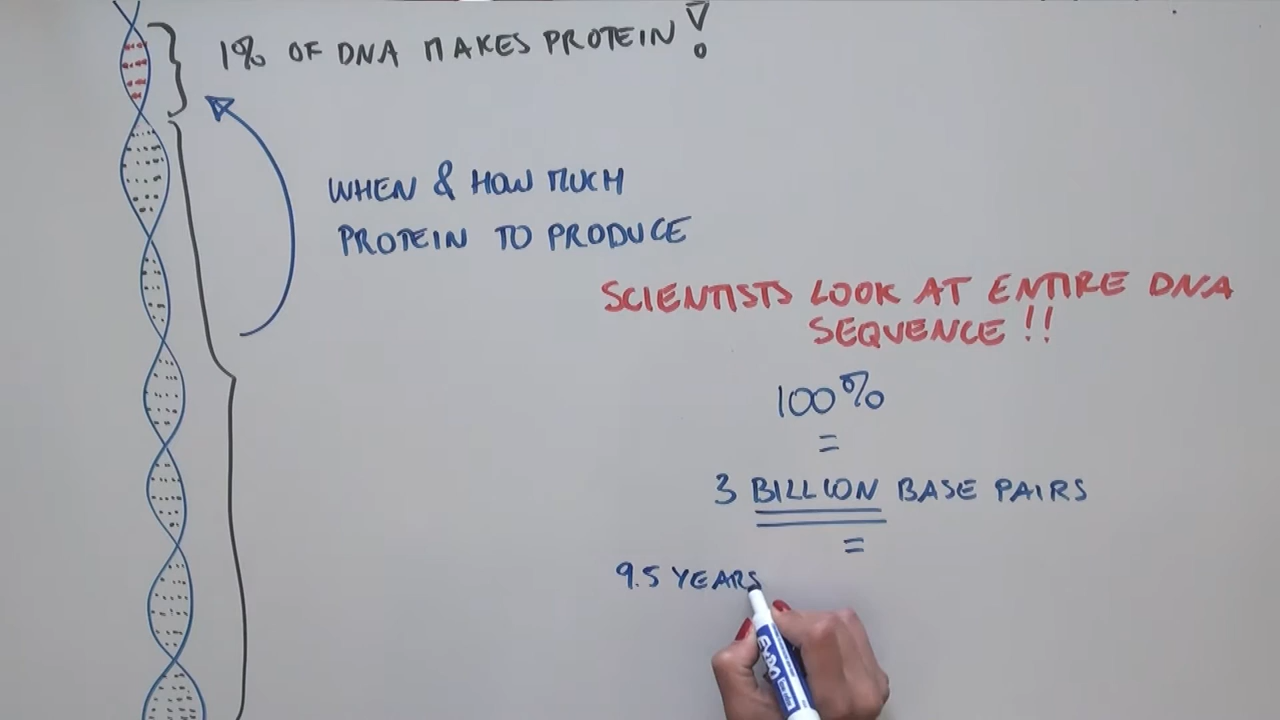 1% OF DNA MAKES PROTEIN!
WHEN & HOW MUCH
PROTEIN TO PRODUCE
SCIENTISTS LOOK AT ENTIRE DNA
SEQUENCE!!
100%
=
3 BILLION BASE PAIRS
=
9.5 YEARS
EXPO